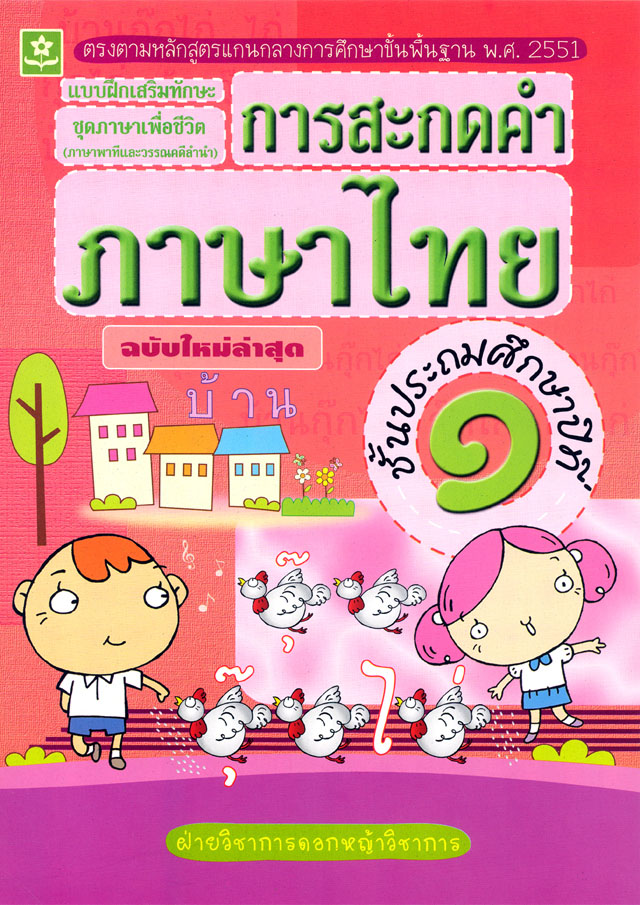 ตรงตามหลักสูตรแกนกลางการศึกษาขั้นพื้นฐาน พ.ศ. 2551
แบบฝึกเสริมทักษะ
ชุดภาษาเพื่อชีวิต
(ภาษาพาทีและวรรณคดีลำนำ)
การสะกดคำ
ภาษาไทย
ฉบับใหม่ล่าสุด
ชั้นประถมศึกษาปีที่
๑
บ้าน
ฝ่ายวิชาการดอกหญ้าวิชาการ